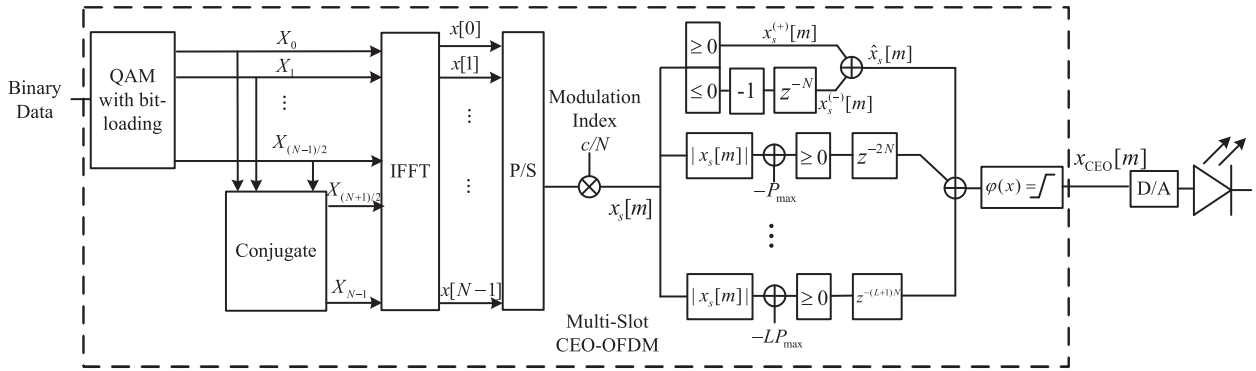 Binary
Data
QAM
with bit-
loading
X_0
X_1
...
X_{(N-1)/2}
X_{(N+1)/2}
X_{N-1}
Conjugate
IFFT
x[0]
x[1]
⋮
⋮
x[N-1]
P/S
Modulation
Index
c/N
x_s[m]
≥0
≤0
-1
z^{-N}
x_s^{(+)}[m]
x_s^{(-)}[m]
x̂_s[m]
|x_s[m]|
-P_max
≥0
z^{-2N}
⋮
|x_s[m]|
-LP_max
≥0
z^{-(L+1)N}
φ(x)=
x_CEO[m]
D/A
Multi-Slot
CEO-OFDM